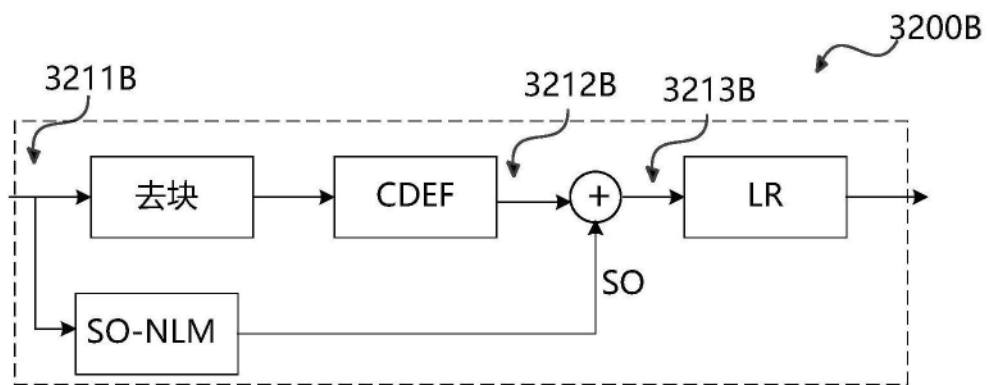 3200B
3211B
3212B
3213B
去块
CDEF
+
LR
SO
SO-NLM